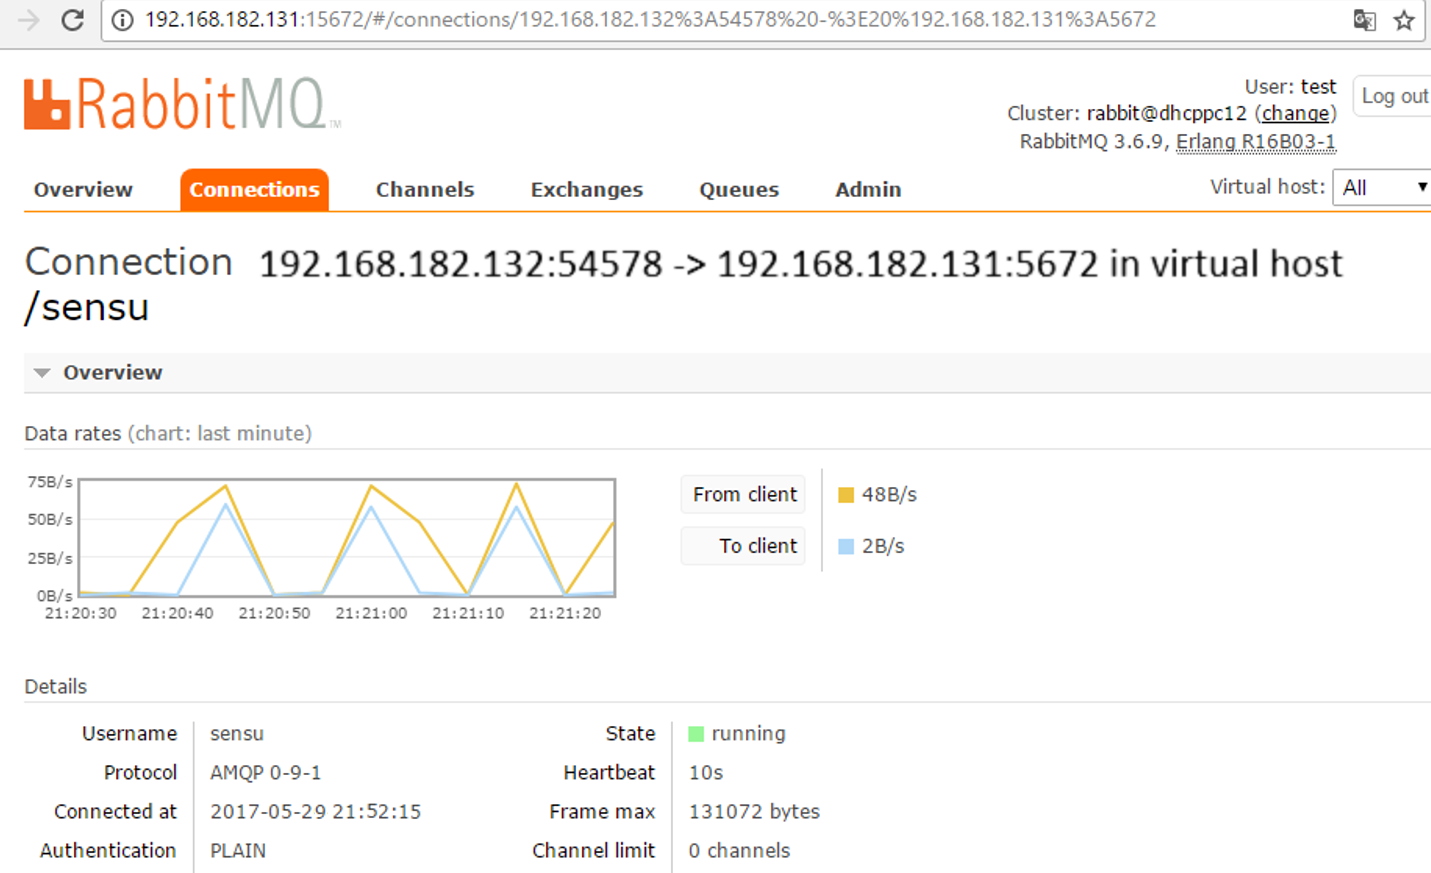 192.168.182.131:15672/#/connections/192.168.182.132%3A54578%20-%3E20%192.168.182.131%3A5672
RabbitMQ™
User: test
Log out
Cluster: rabbit@dhcppc12 (change)
RabbitMQ 3.6.9, Erlang R16B03-1
Overview Connections Channels Exchanges Queues Admin Virtual host: All
Connection 192.168.182.132:54578 -> 192.168.182.131:5672 in virtual host
/sensu
Overview
Data rates (chart: last minute)
75B/s
50B/s
25B/s
0B/s
21:20:30 21:20:40 21:20:50 21:21:00 21:21:10 21:21:20
From client 48B/s
To client 2B/s
Details
Username sensu State running
Protocol AMQP 0-9-1 Heartbeat 10s
Connected at 2017-05-29 21:52:15 Frame max 131072 bytes
Authentication PLAIN Channel limit 0 channels